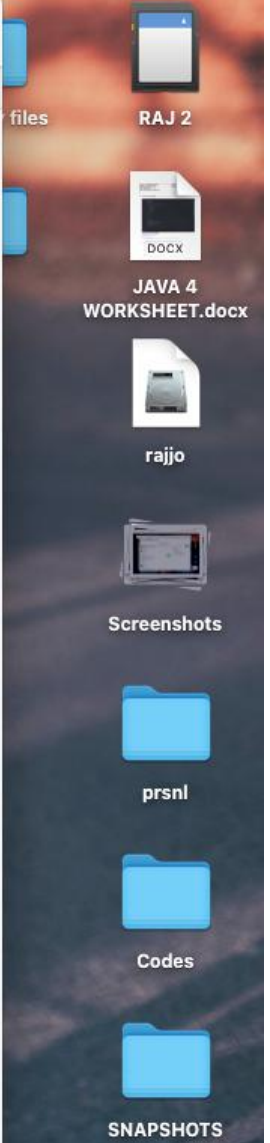 files
RAJ 2
DOCX
JAVA 4
WORKSHEET.docx
rajjo
Screenshots
prsnl
Codes
SNAPSHOTS